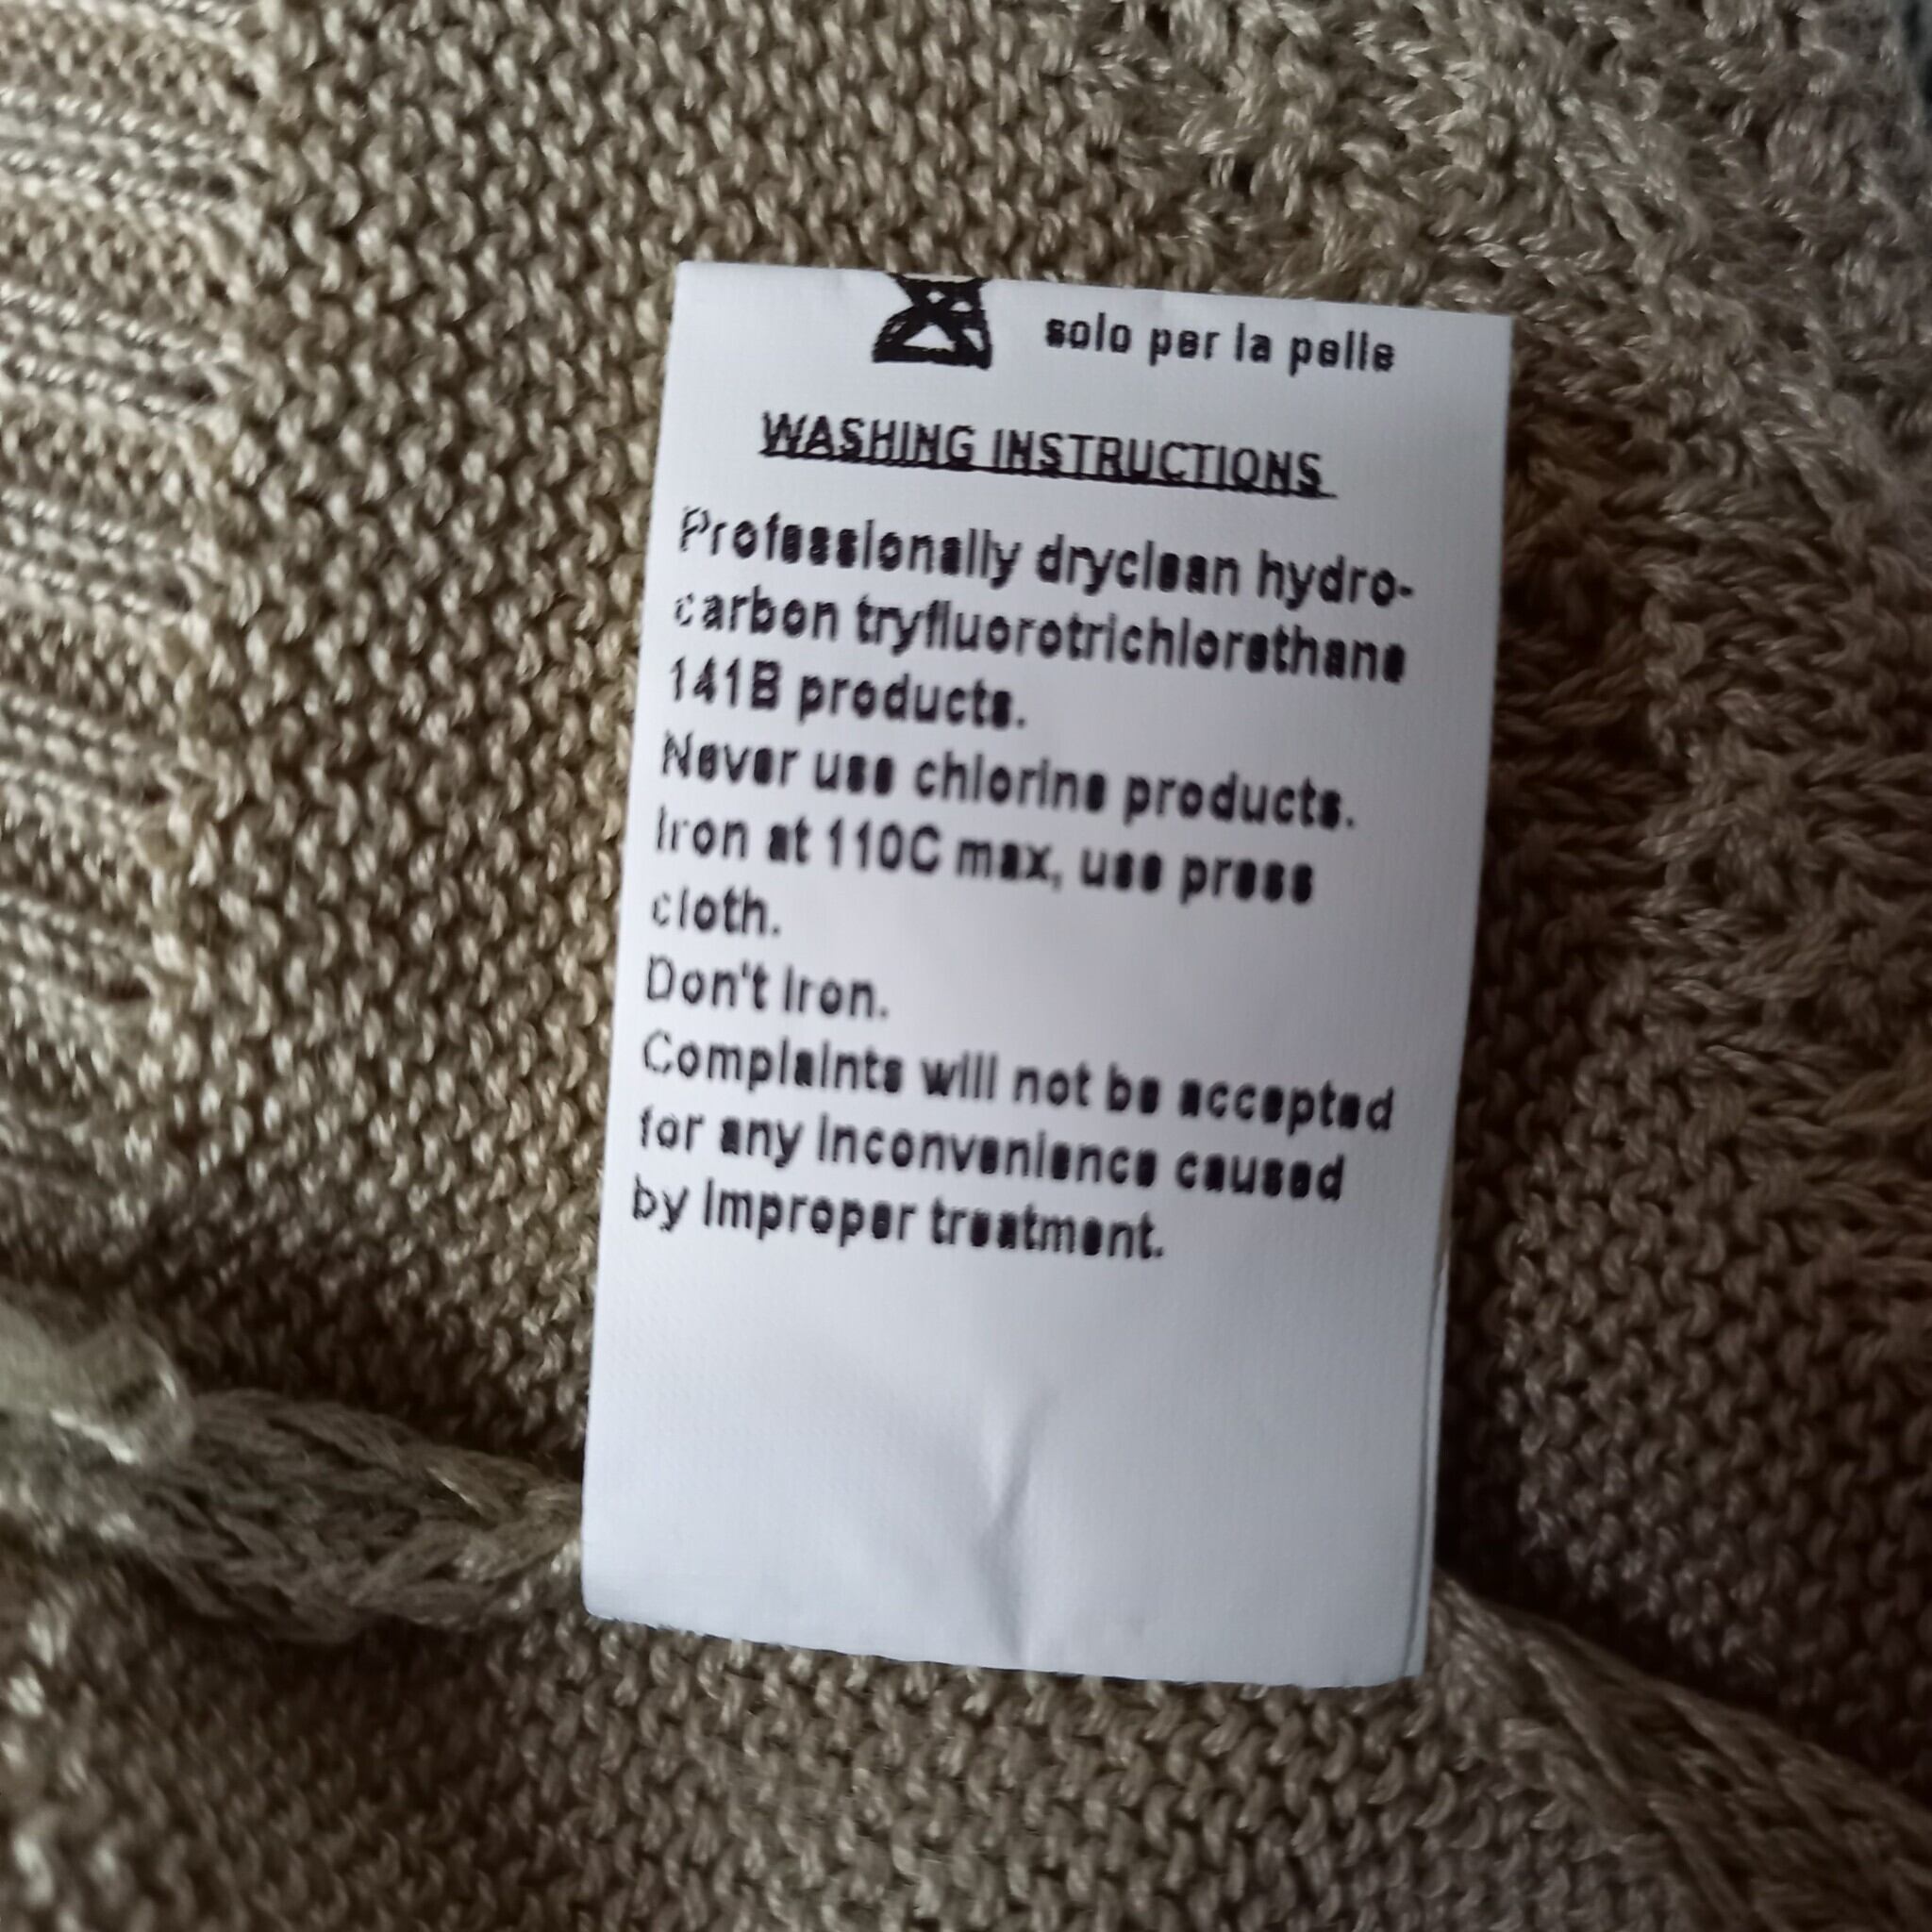 solo per la pelle
WASHING INSTRUCTIONS
Professionally dryclean hydro-
carbon tryfluorotrichlorethane
141B products.
Never use chlorine products.
Iron at 110C max, use press
cloth.
Don't iron.
Complaints will not be accepted
for any inconvenience caused
by improper treatment.